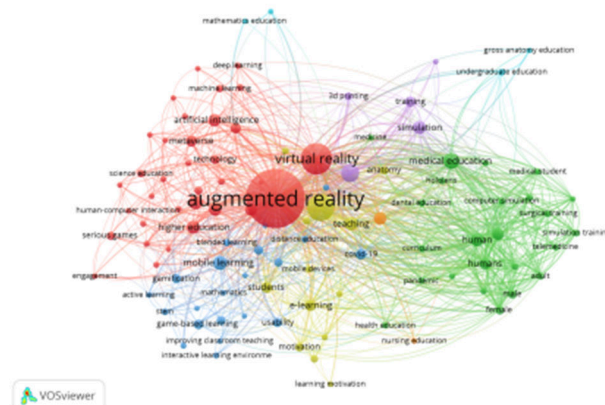 mathematics education
gross anatomy education
deep learning
undergraduate education
machine learning
3d printing
training
artificial intelligence
simulation
metaverse
medicine
virtual reality
medical education
technology
anatomy
medical student
science education
hololens
augmented reality
dental education
computer simulation
human-computer interaction
surgical training
higher education
teaching
serious games
blended learning
distance education
human
simulation training
telemedicine
mobile learning
covid-19
curriculum
humans
engagement
gamification
mobile devices
pandemic
adult
active learning
mathematics
students
male
stem
e-learning
female
game-based learning
usability
health education
improving classroom teaching
motivation
nursing education
interactive learning environme
learning motivation
VOSviewer